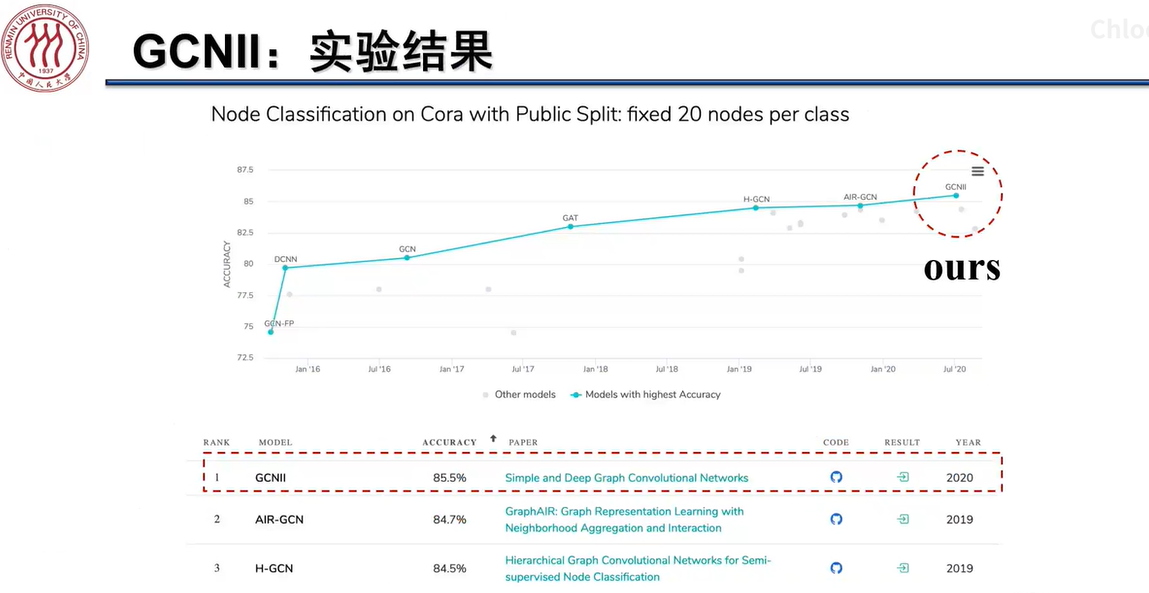 RENMIN UNIVERSITY OF CHINA
1937
中国人民大学
GCNII：实验结果
Node Classification on Cora with Public Split: fixed 20 nodes per class
ACCURACY
87.5
85
82.5
80
77.5
75
72.5
GCN-FP
DCNN
GCN
GAT
H-GCN
AIR-GCN
GCNII
ours
Jan '16
Jul '16
Jan '17
Jul '17
Jan '18
Jul '18
Jan '19
Jul '19
Jan '20
Jul '20
Other models
Models with highest Accuracy
RANK MODEL ACCURACY PAPER CODE RESULT YEAR
1 GCNII 85.5% Simple and Deep Graph Convolutional Networks 2020
2 AIR-GCN 84.7% GraphAIR: Graph Representation Learning with
Neighborhood Aggregation and Interaction 2019
3 H-GCN 84.5% Hierarchical Graph Convolutional Networks for Semi-
supervised Node Classification 2019